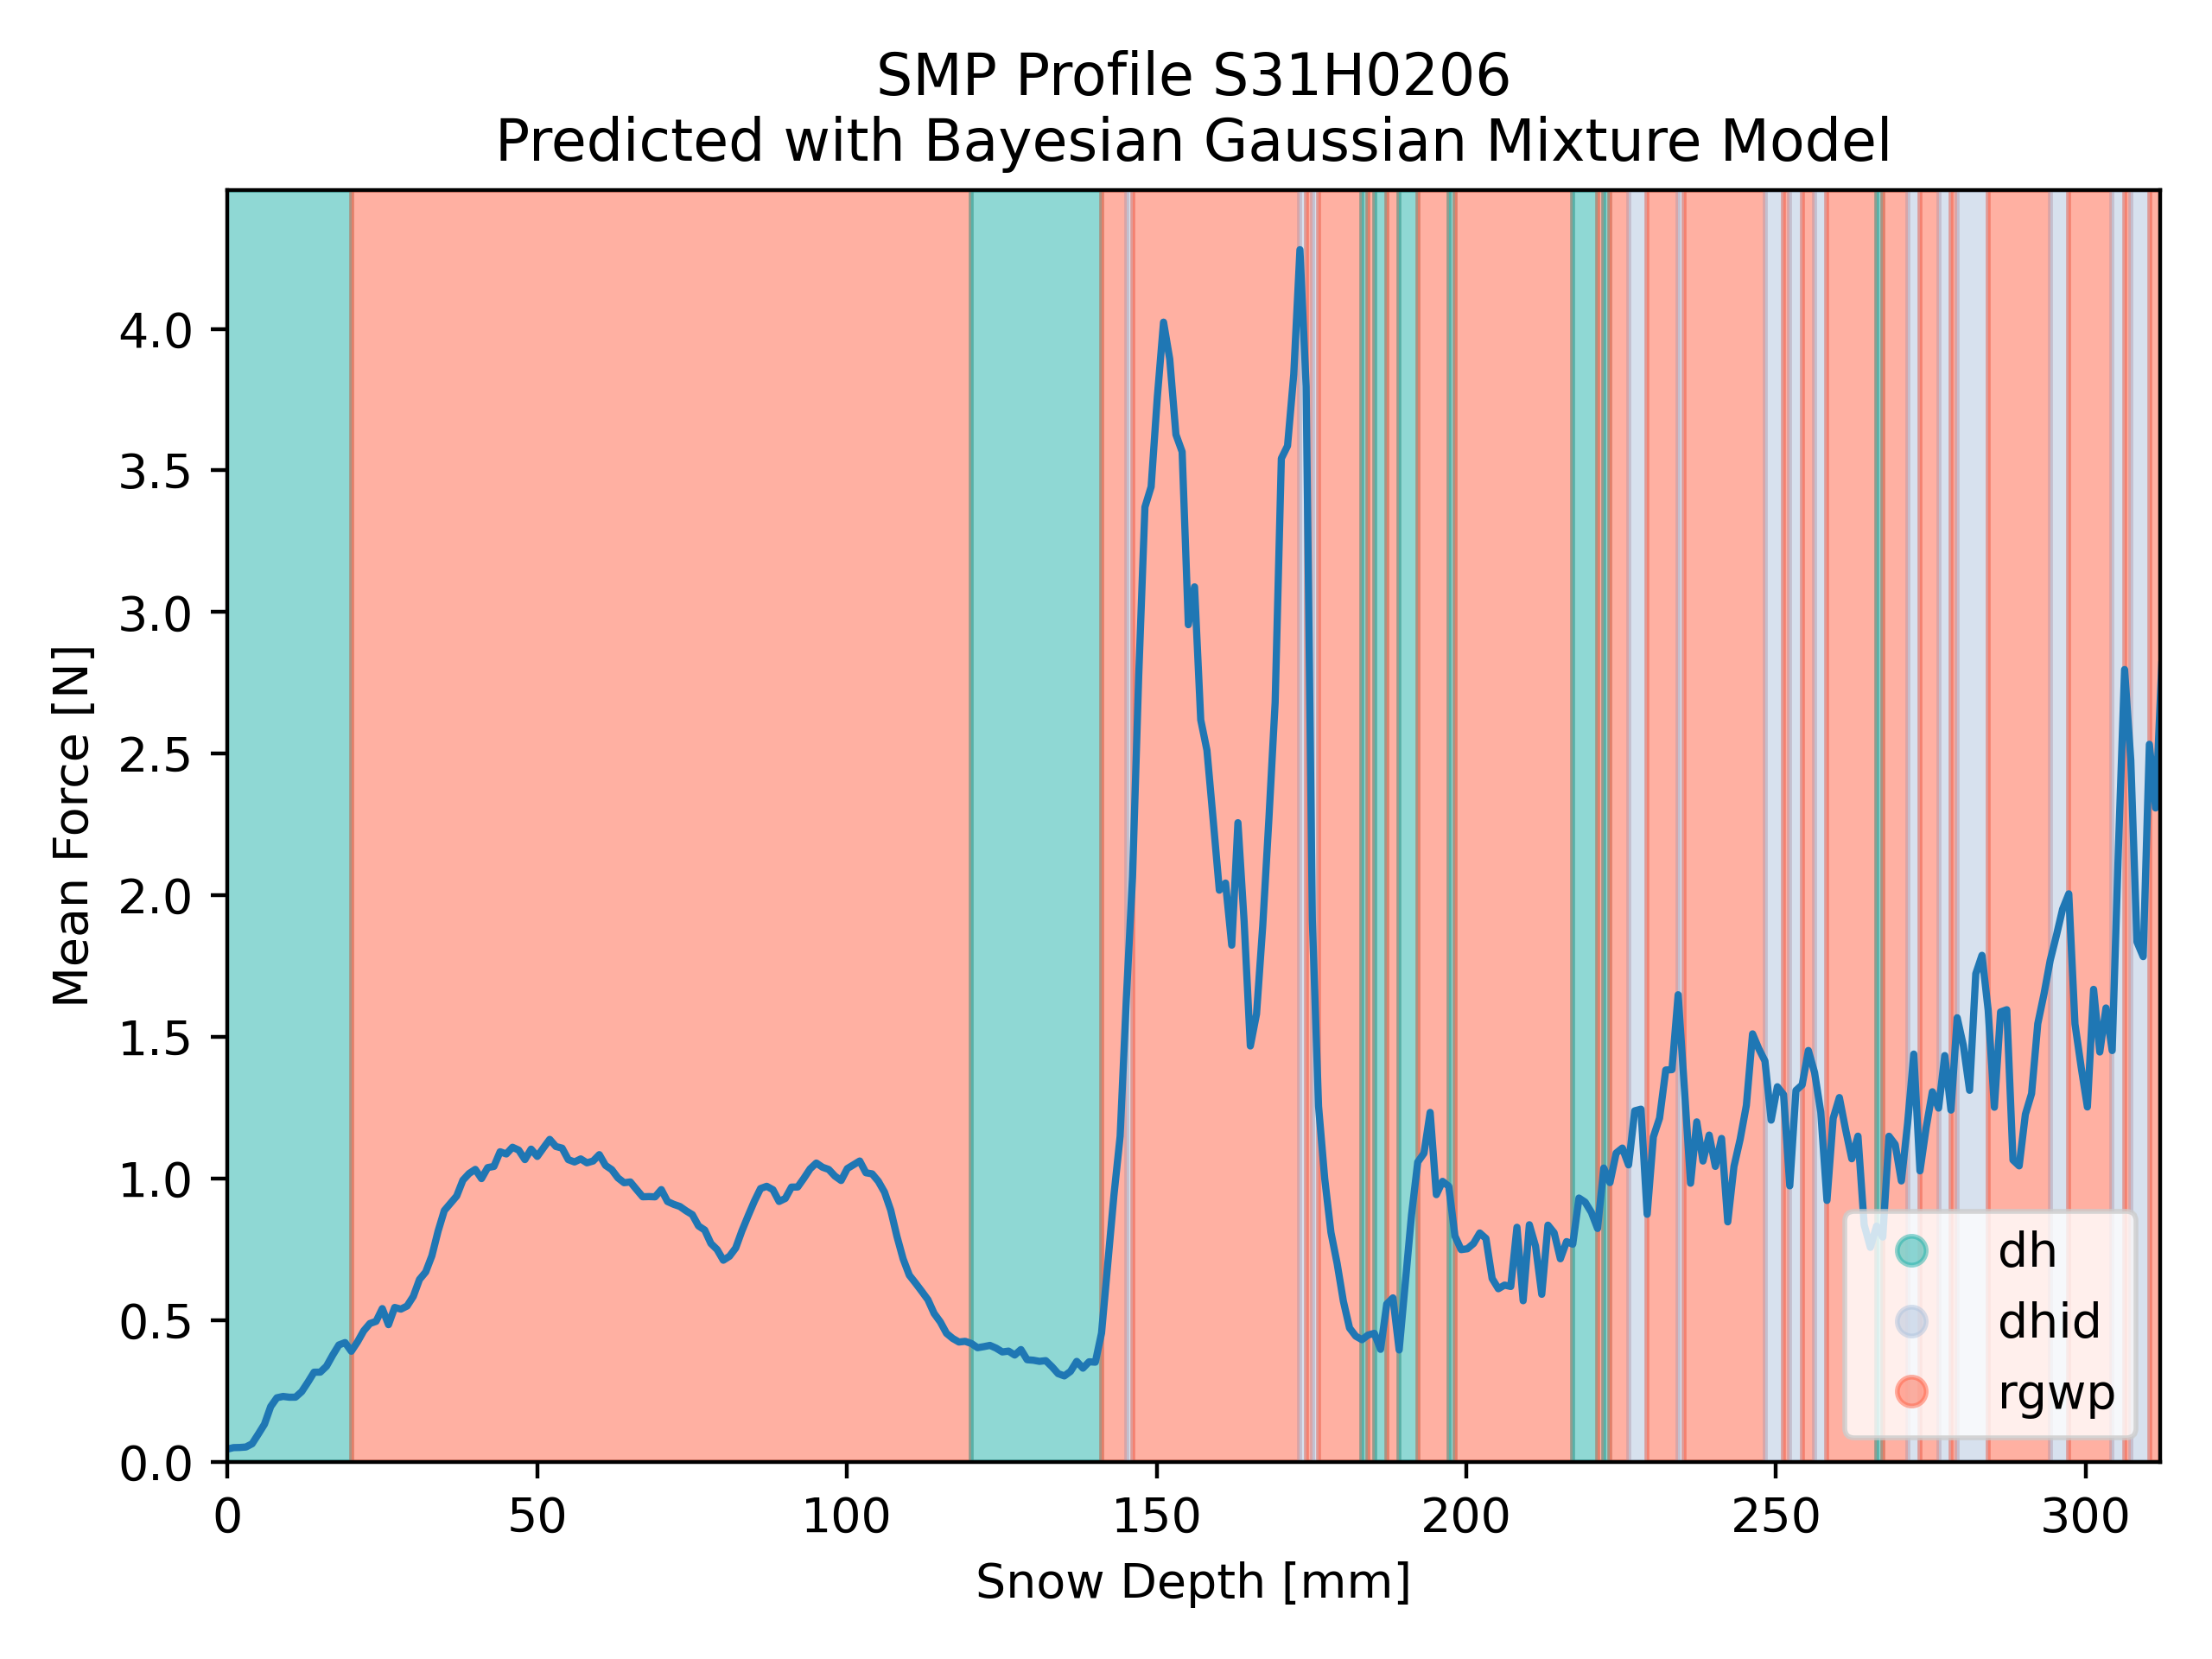 SMP Profile S31H0206
Predicted with Bayesian Gaussian Mixture Model
4.0
3.5
3.0
2.5
2.0
1.5
1.0
0.5
0.0
Mean Force [N]
dh
dhid
rgwp
0 50 100 150 200 250 300
Snow Depth [mm]